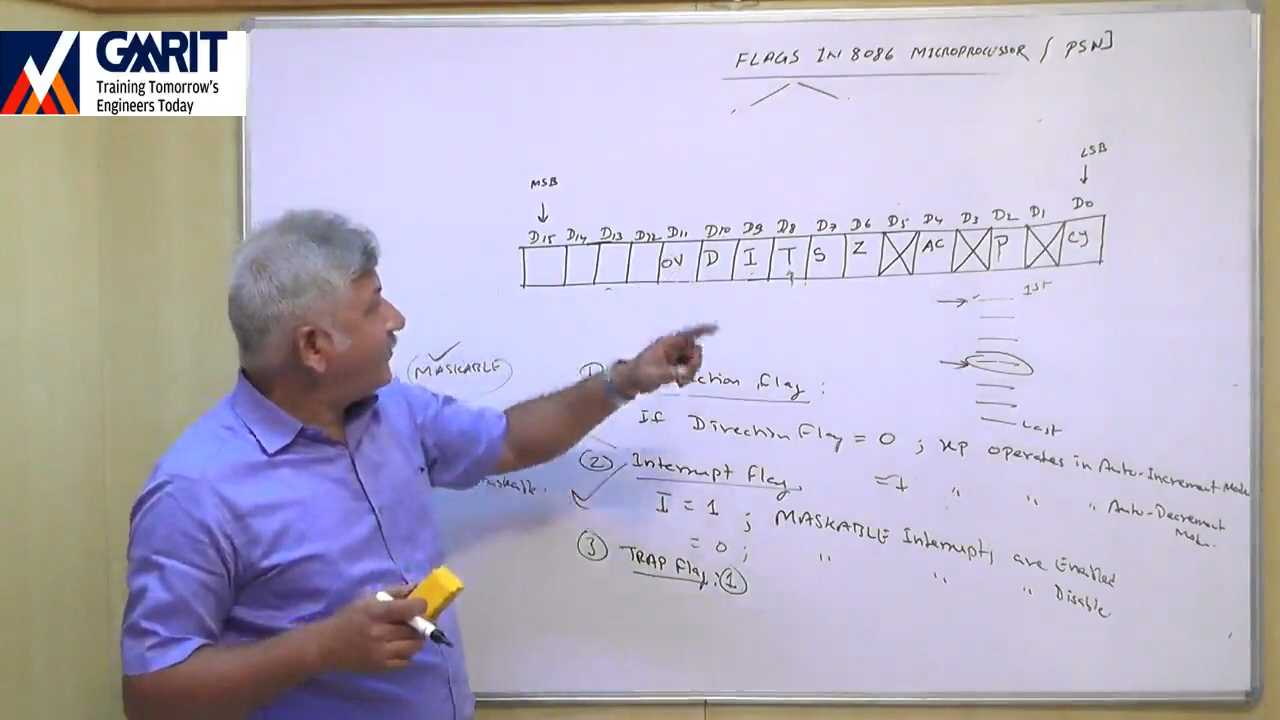 GMRIT
Training Tomorrow's
Engineers Today
FLAGS IN 8086 MICROPROCUSSOR / PSW]
MSB
LSB
D15 D14 D13 D12 D11 D10 D9 D8 D7 D6 D5 D4 D3 D2 D1 D0
OV D I T S Z AC P CY
1st
Last
MASKABLE
Flag :
If Direction Flag = 0 ; μp operates in Auto-Increment Mode
=1 " " " Auto-Decrement
Mode.
② Interrupt Flag
I = 1 ; MASKABLE Interrupts are Enabled
= 0 ; " " " Disable
③ TRAP Flag : ①